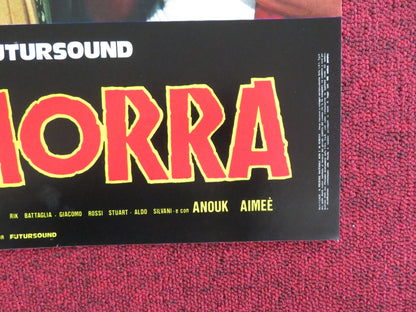 FUTURSOUND
MORRA
RIK BATTAGLIA - GIACOMO ROSSI STUART - ALDO SILVANI e con ANOUK AIMEÈ
FUTURSOUND